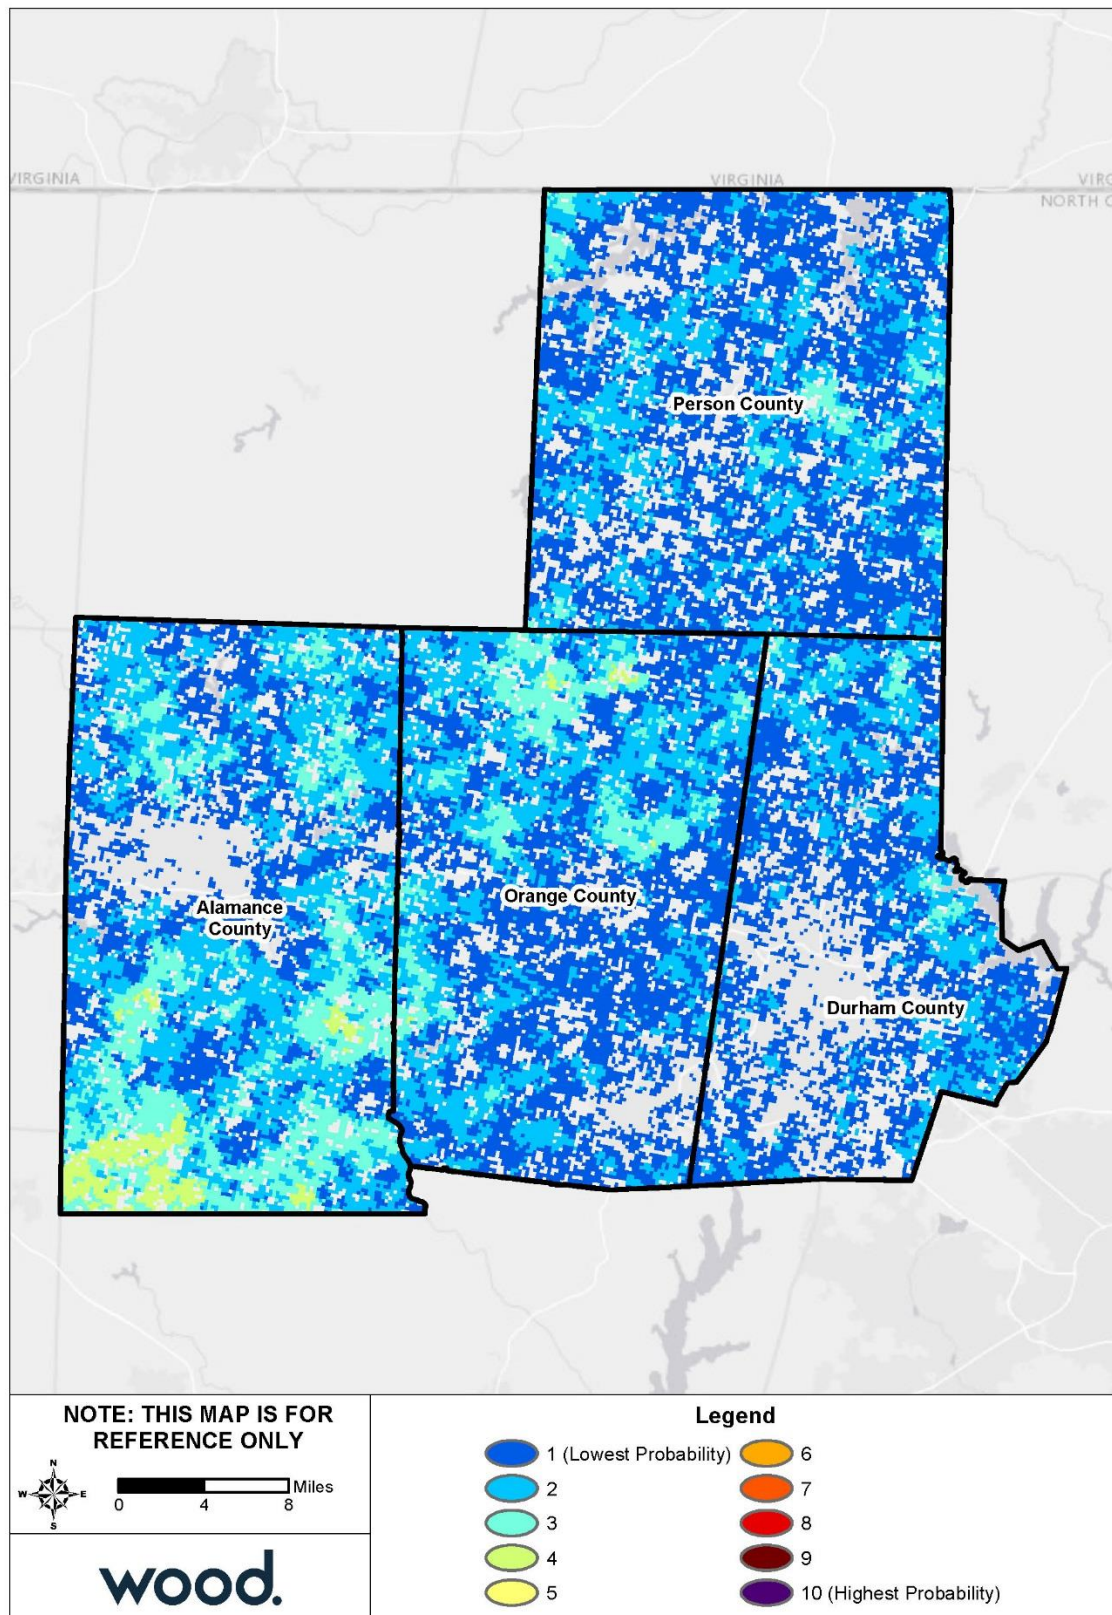 VIRGINIA
VIRGINIA
VIRG
NORTH C
Person County
Orange County
Alamance
County
Durham County
NOTE: THIS MAP IS FOR
REFERENCE ONLY
N
W
E
S
Miles
0
4
8
wood.
Legend
1 (Lowest Probability)
2
3
4
5
6
7
8
9
10 (Highest Probability)